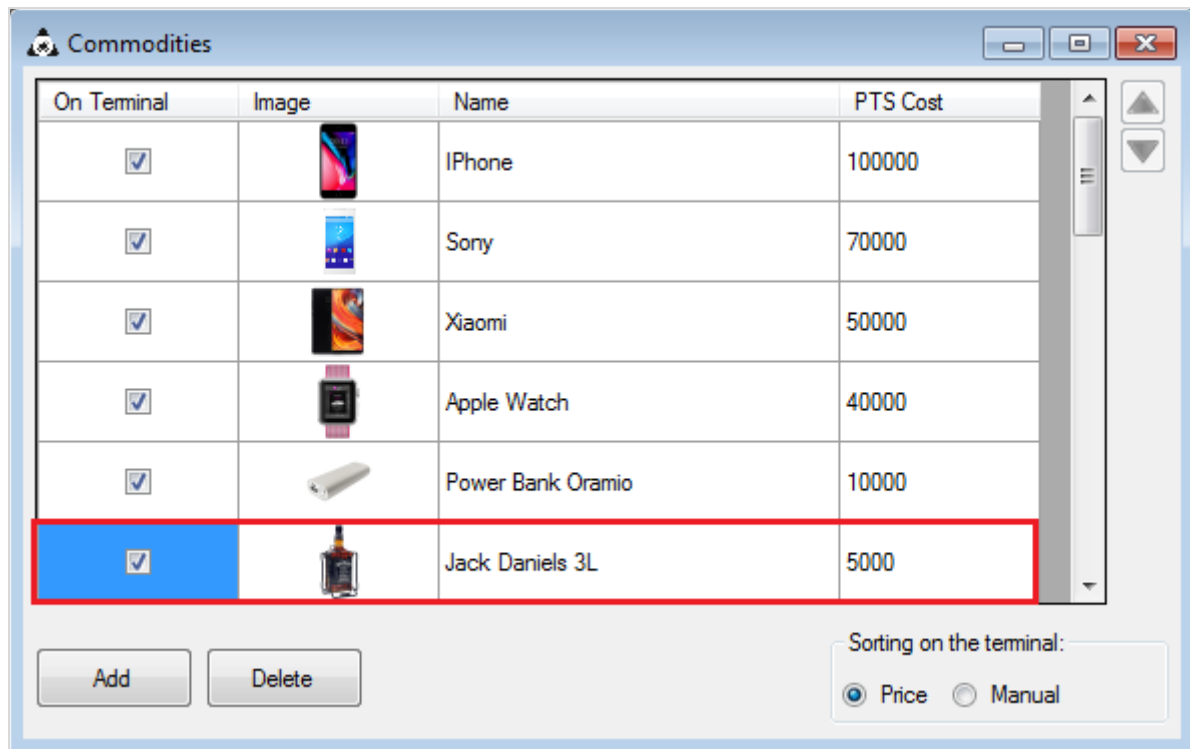 Commodities
On Terminal Image Name PTS Cost
IPhone 100000
Sony 70000
Xiaomi 50000
Apple Watch 40000
Power Bank Oramio 10000
Jack Daniels 3L 5000
Sorting on the terminal:
Add Delete Price Manual